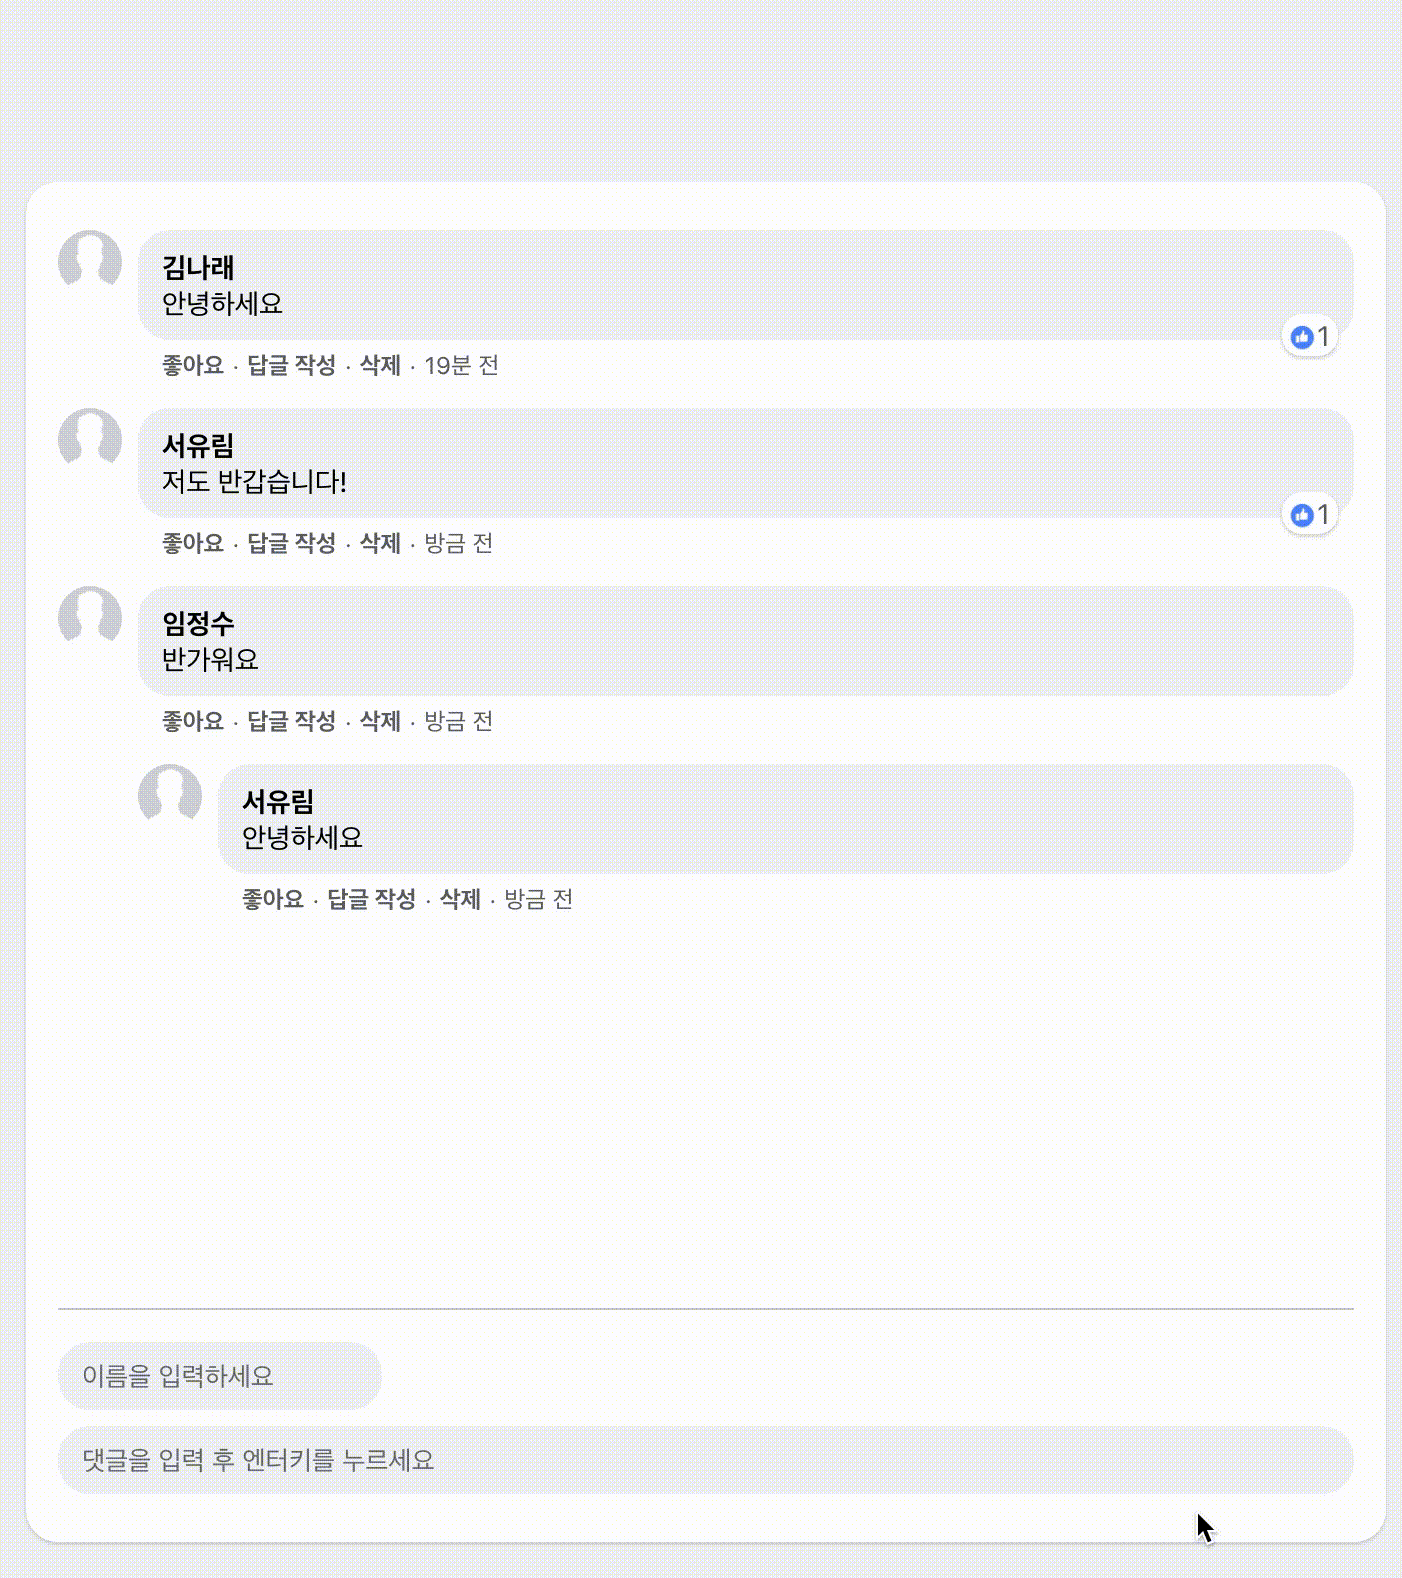 김나래
안녕하세요
1
좋아요 · 답글 작성 · 삭제 · 19분 전
서유림
저도 반갑습니다!
1
좋아요 · 답글 작성 · 삭제 · 방금 전
임정수
반가워요
좋아요 · 답글 작성 · 삭제 · 방금 전
서유림
안녕하세요
좋아요 · 답글 작성 · 삭제 · 방금 전
이름을 입력하세요
댓글을 입력 후 엔터키를 누르세요